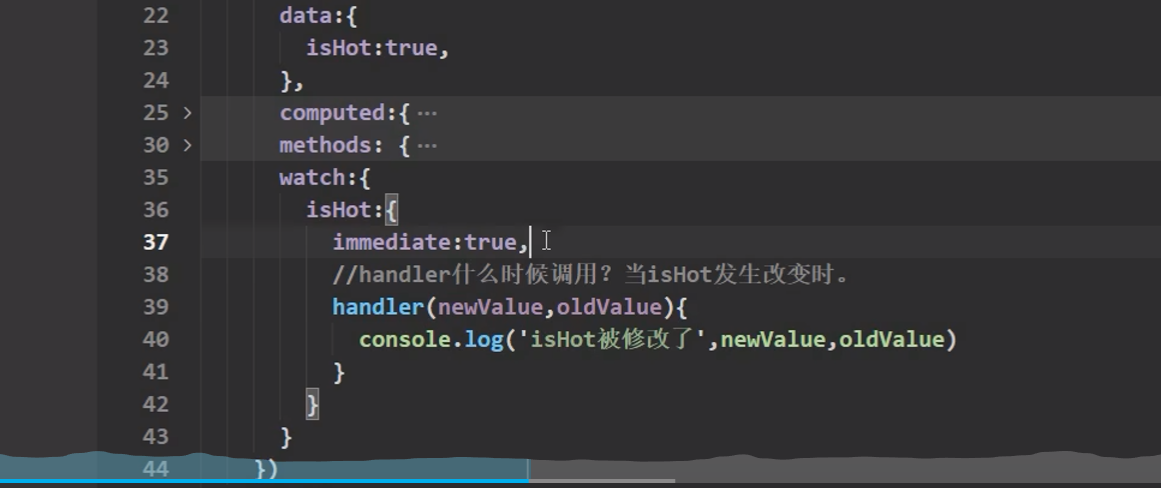 22 data:{
23 isHot:true,
24 },
25 > computed:{ ···
30 > methods: { ···
35 watch:{
36 isHot:{
37 immediate:true,
38 //handler什么时候调用？当isHot发生改变时。
39 handler(newValue,oldValue){
40 console.log('isHot被修改了',newValue,oldValue)
41 }
42 }
43 }
44 })